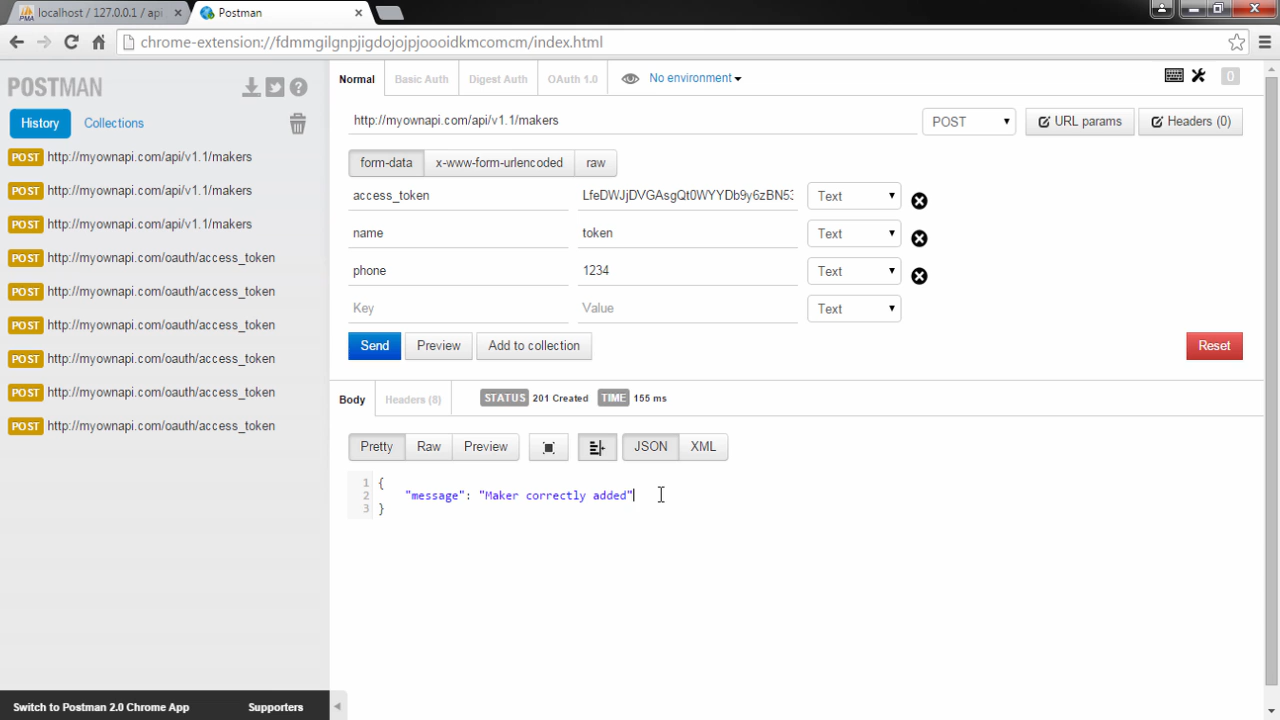 PMA localhost / 127.0.0.1 / api
Postman
chrome-extension://fdmmgilgnpjigdojojpjoooidkmcomcm/index.html
POSTMAN
?
Normal
Basic Auth
Digest Auth
OAuth 1.0
No environment
0
History
Collections
http://myownapi.com/api/v1.1/makers
POST
URL params
Headers (0)
POST http://myownapi.com/api/v1.1/makers
POST http://myownapi.com/api/v1.1/makers
POST http://myownapi.com/api/v1.1/makers
POST http://myownapi.com/oauth/access_token
POST http://myownapi.com/oauth/access_token
POST http://myownapi.com/oauth/access_token
POST http://myownapi.com/oauth/access_token
POST http://myownapi.com/oauth/access_token
POST http://myownapi.com/oauth/access_token
form-data
x-www-form-urlencoded
raw
access_token LfeDWJjDVGAsgQt0WYYDb9y6zBN53 Text
name token Text
phone 1234 Text
Key Value Text
Send
Preview
Add to collection
Reset
Body
Headers (8)
STATUS 201 Created TIME 155 ms
Pretty
Raw
Preview
JSON
XML
1 {
2 "message": "Maker correctly added"
3 }
Switch to Postman 2.0 Chrome App
Supporters